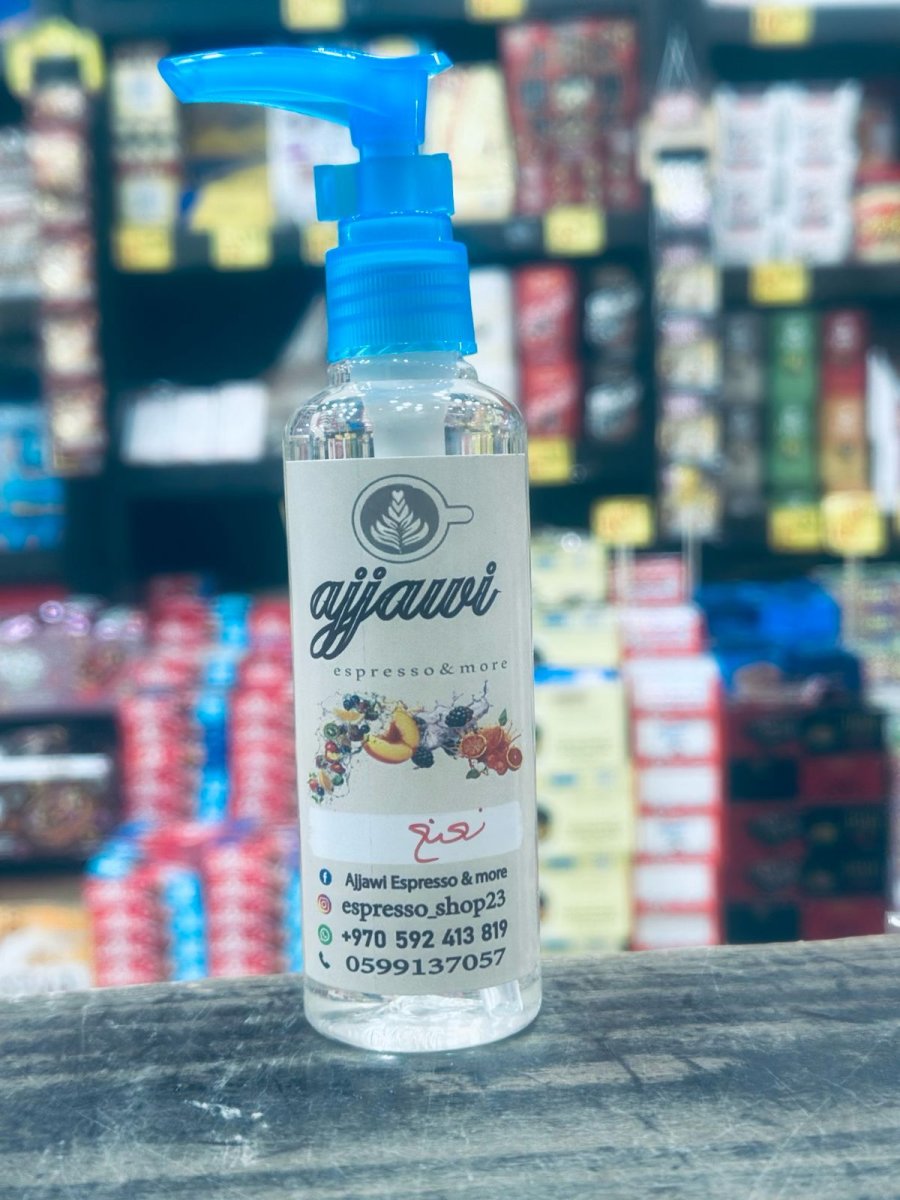 ajjawi
espresso & more
نعنع
Ajjawi Espresso & more
espresso_shop23
+970 592 413 819
0599137057